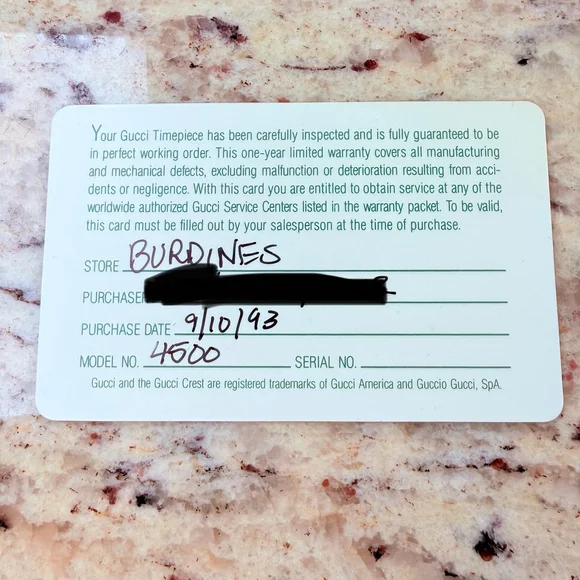 Your Gucci Timepiece has been carefully inspected and is fully guaranteed to be
in perfect working order. This one-year limited warranty covers all manufacturing
and mechanical defects, excluding malfunction or deterioration resulting from acci-
dents or negligence. With this card you are entitled to obtain service at any of the
worldwide authorized Gucci Service Centers listed in the warranty packet. To be valid,
this card must be filled out by your salesperson at the time of purchase.
STORE BURDINES
PURCHASER
PURCHASE DATE 9/10/93
MODEL NO. 4500 SERIAL NO.
Gucci and the Gucci Crest are registered trademarks of Gucci America and Guccio Gucci, SpA.